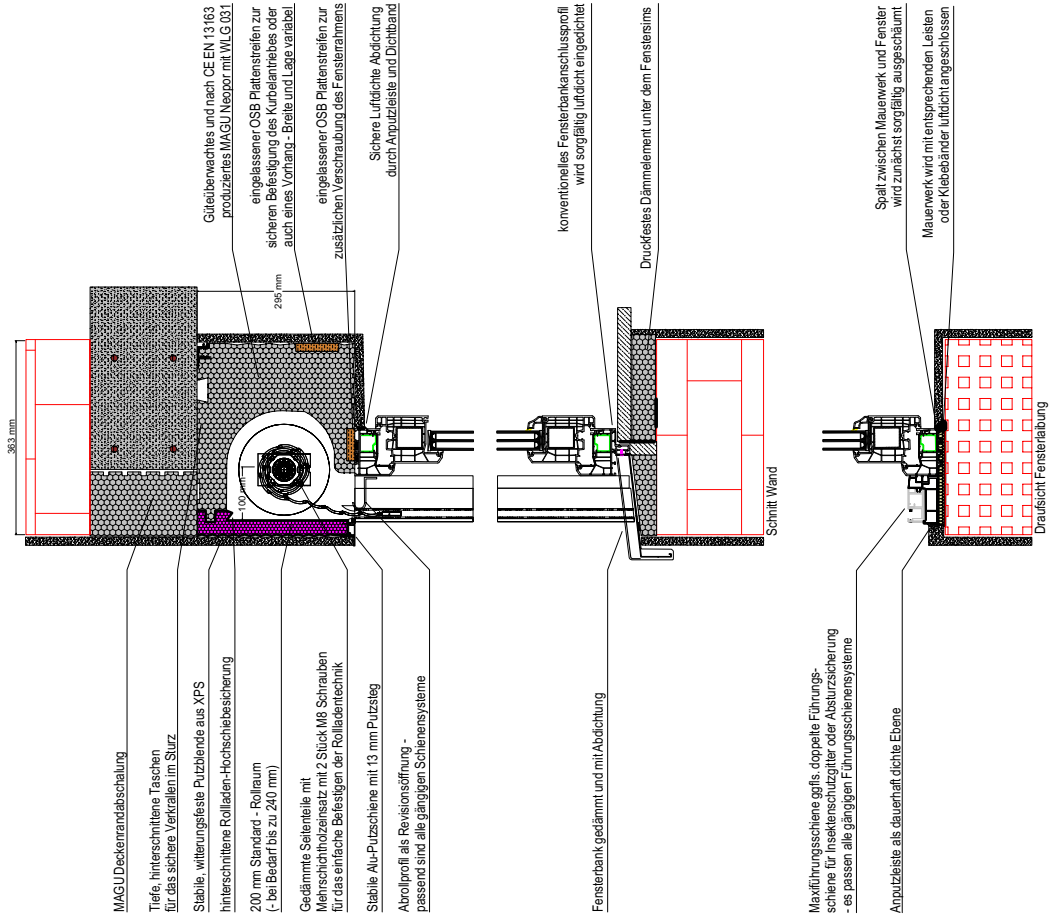 363 mm
295 mm
100 mm
Güteüberwachtes und nach CE EN 13163
produziertes MAGU Neopor mit WLG 031
eingelassener OSB Plattenstreifen zur
sicheren Befestigung des Kurbelantriebes oder
auch eines Vorhang - Breite und Lage variabel
eingelassener OSB Plattenstreifen zur
zusätzlichen Verschraubung des Fensterrahmens
Sichere Luftdichte Abdichtung
durch Anputzleiste und Dichtband
konventionelles Fensterbankanschlussprofil
wird sorgfältig luftdicht eingedichtet
Druckfestes Dämmelement unter dem Fenstersims
Spalt zwischen Mauerwerk und Fenster
wird zunächst sorgfältig ausgeschäumt
Mauerwerk wird mit entsprechenden Leisten
oder Klebebänder luftdicht angeschlossen
MAGU Deckenrandabschalung
Tiefe, hinterschnittene Taschen
für das sichere Verkrallen im Sturz
Stabile, witterungsfeste Putzblende aus XPS
hinterschnittene Rollladen-Hochschiebesicherung
200 mm Standard - Rollraum
(- bei Bedarf bis zu 240 mm)
Gedämmte Seitenteile mit
Mehrschichtholzeinsatz mit 2 Stück M8 Schrauben
für das einfache Befestigen der Rollladentechnik
Stabile Alu-Putzschiene mit 13 mm Putzsteg
Abrollprofil als Revisionsöffnung -
passend sind alle gängigen Schienensysteme
Fensterbank gedämmt und mit Abdichtung
Schnitt Wand
Maxiführungsschiene ggfls. doppelte Führungs-
schiene für Insektenschutzgitter oder Absturzsicherung
- es passen alle gängigen Führungsschienensysteme
Anputzleiste als dauerhaft dichte Ebene
Draufsicht Fensterlaibung